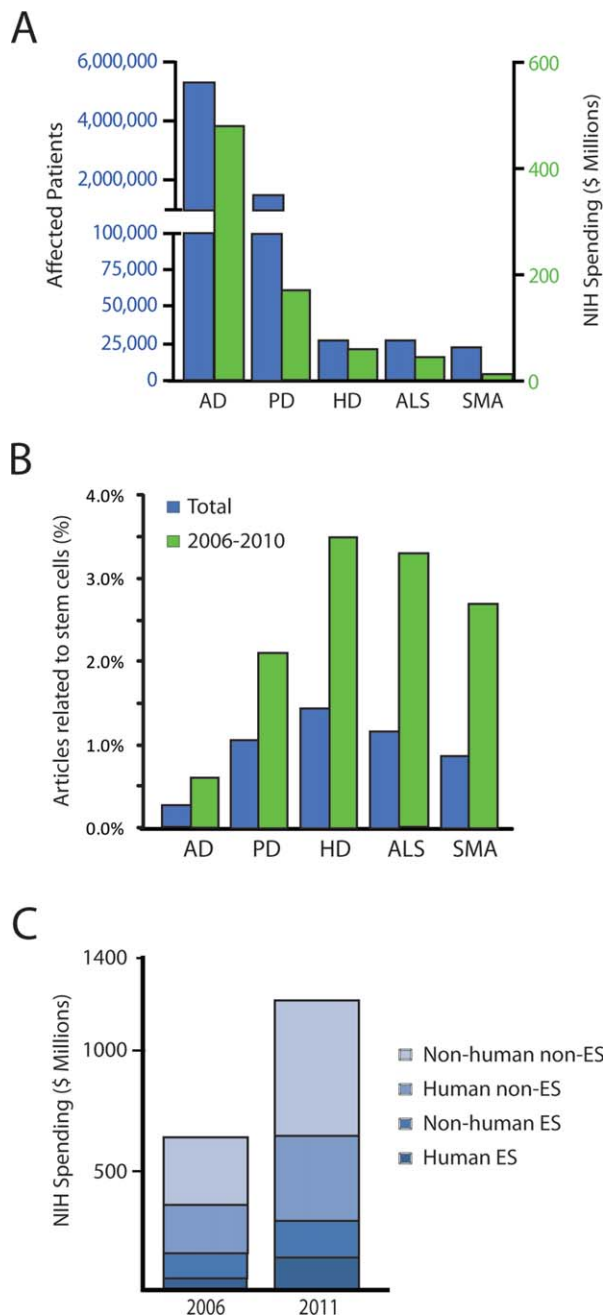 A
Affected Patients
6,000,000
4,000,000
2,000,000
100,000
75,000
50,000
25,000
0
600
400
200
0
NIH Spending ($ Millions)
AD PD HD ALS SMA
B
Articles related to stem cells (%)
4.0%
3.0%
2.0%
1.0%
0.0%
Total
2006-2010
AD PD HD ALS SMA
C
NIH Spending ($ Millions)
1400
1000
500
Non-human non-ES
Human non-ES
Non-human ES
Human ES
2006 2011